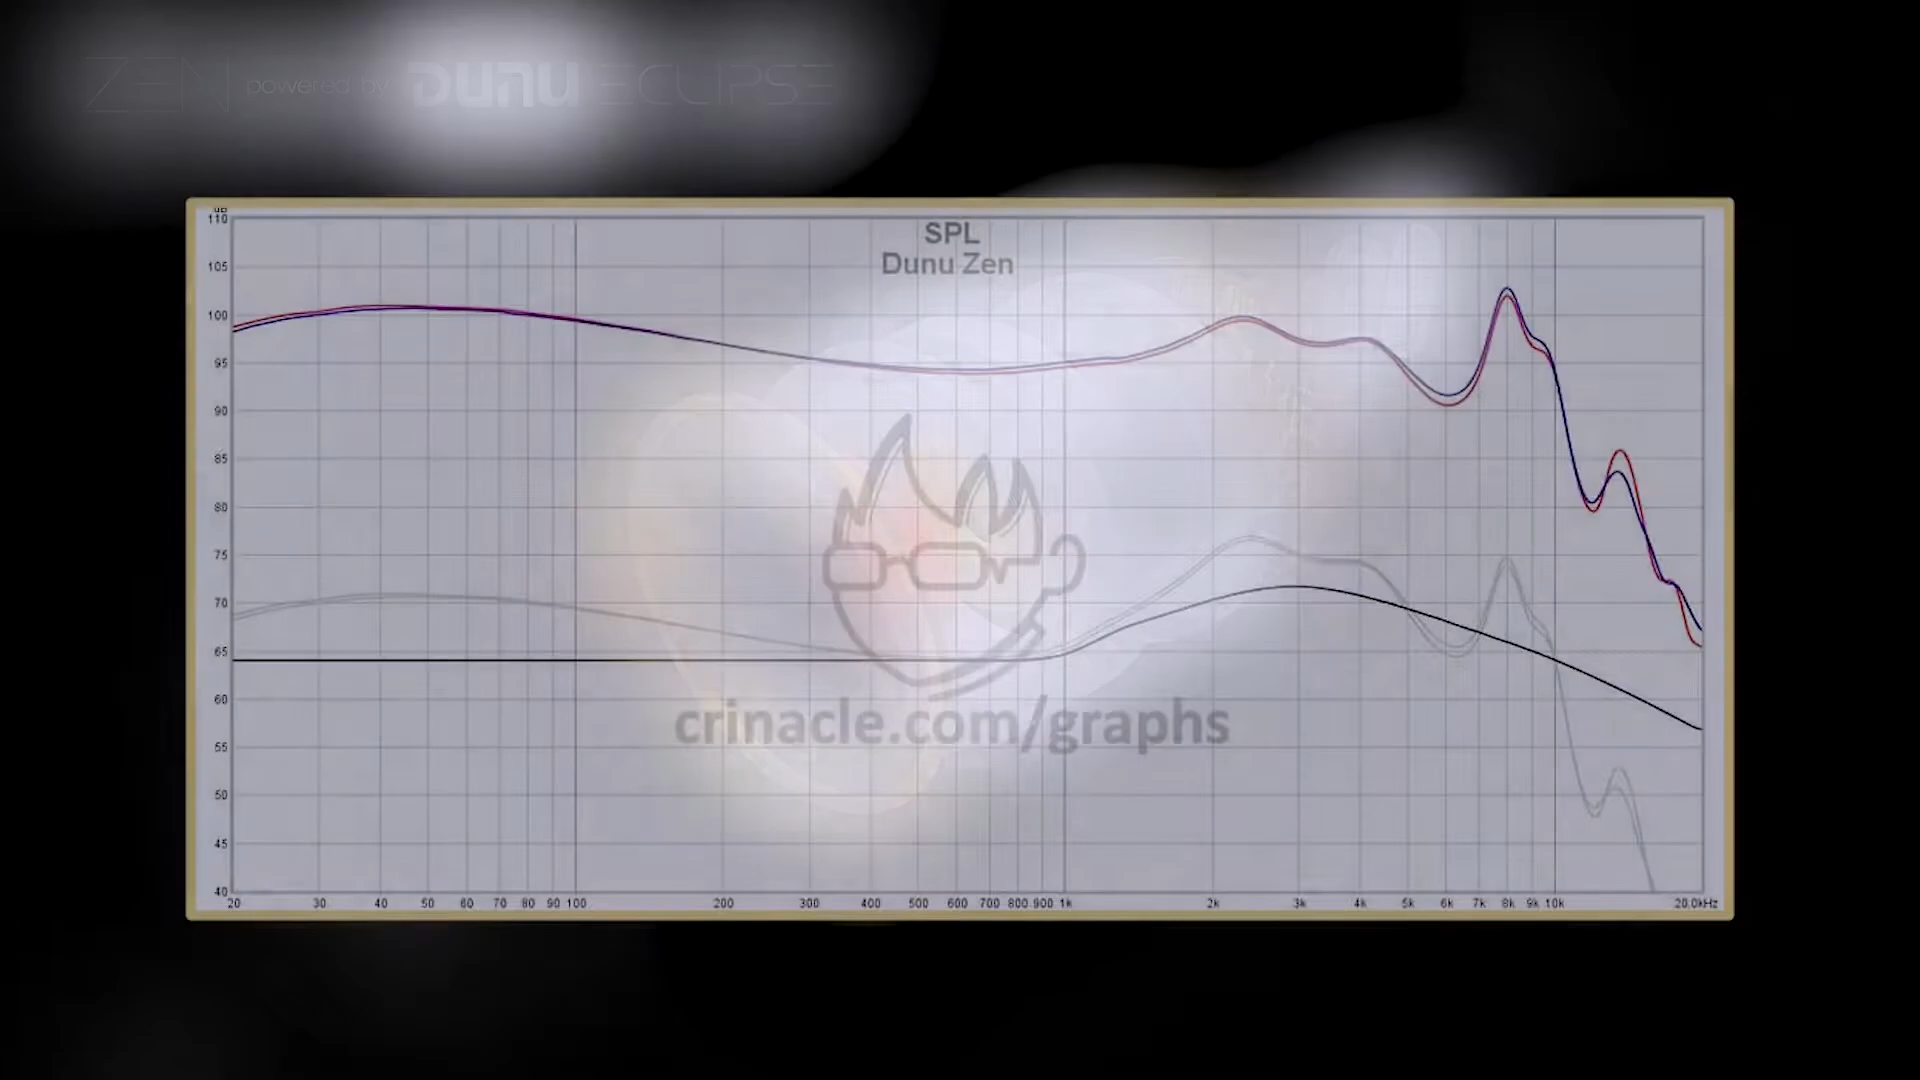 ZEN powered by DUNU ECLIPSE
dB
SPL
Dunu Zen
110
105
100
95
90
85
80
75
70
65
60
55
50
45
40
crinacle.com/graphs
20 30 40 50 60 70 80 90 100 200 300 400 500 600 700 800 900 1k 2k 3k 4k 5k 6k 7k 8k 9k 10k 20.0kHz